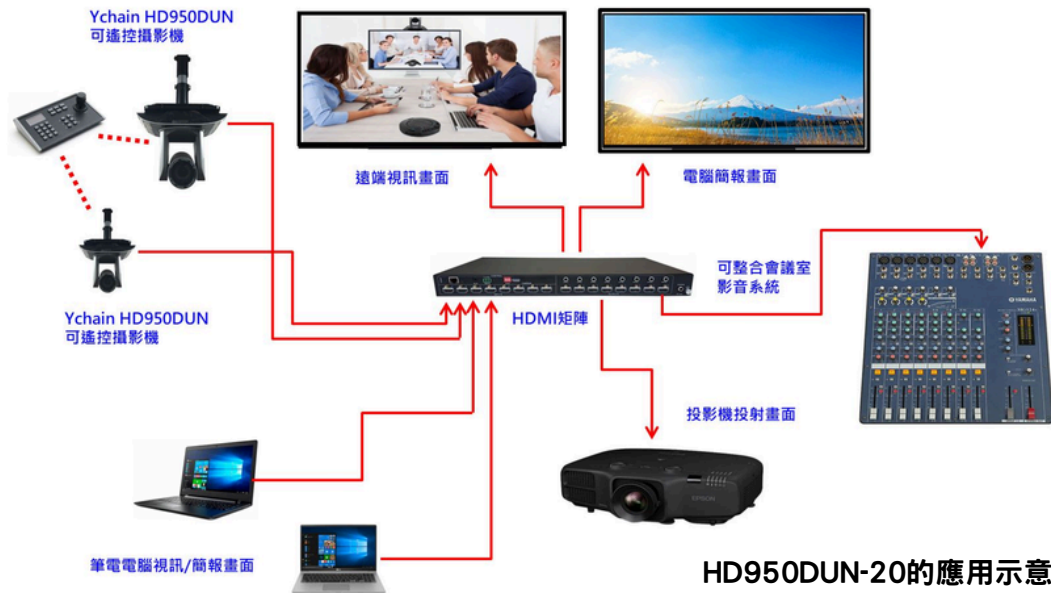 Ychain HD950DUN
可遙控攝影機
遠端視訊畫面
電腦簡報畫面
可整合會議室
影音系統
YAMAHA
HDMI矩陣
Ychain HD950DUN
可遙控攝影機
投影機投射畫面
EPSON
筆電電腦視訊/簡報畫面
HD950DUN-20的應用示意